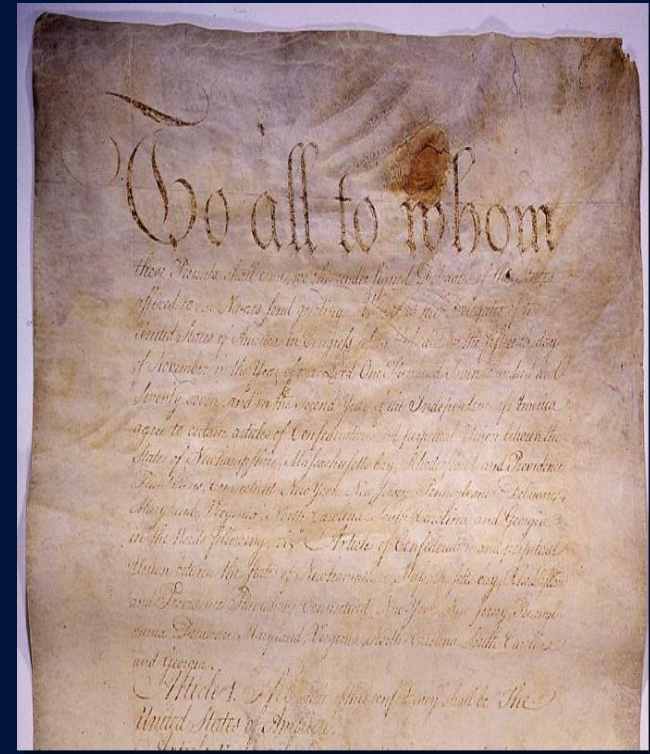 To all to whom
these Presents shall come, we the under signed Delegates of the States
affixed to our Names send greeting. Whereas the Delegates of the
United States of America in Congress assembled did on the fifteenth day
of November in the Year of our Lord One Thousand Seven Hundred and
Seventy seven, and in the Second Year of the Independence of America
agree to certain articles of Confederation and perpetual Union between the
States of Newhampshire, Massachusetts bay, Rhodeisland and Providence
Plantations, Connecticut, New York, New Jersey, Pennsylvania, Delaware,
Maryland, Virginia, North Carolina, South Carolina and Georgia
in the Words following, viz. Articles of Confederation and perpetual
Union between the States of Newhampshire, Massachusetts bay, Rhodeisland
and Providence Plantations, Connecticut, New York, New Jersey, Pennsyl-
vania, Delaware, Maryland, Virginia, North Carolina, South Carolina
and Georgia.
Article I. The of this confederacy shall be "The
United States of America".